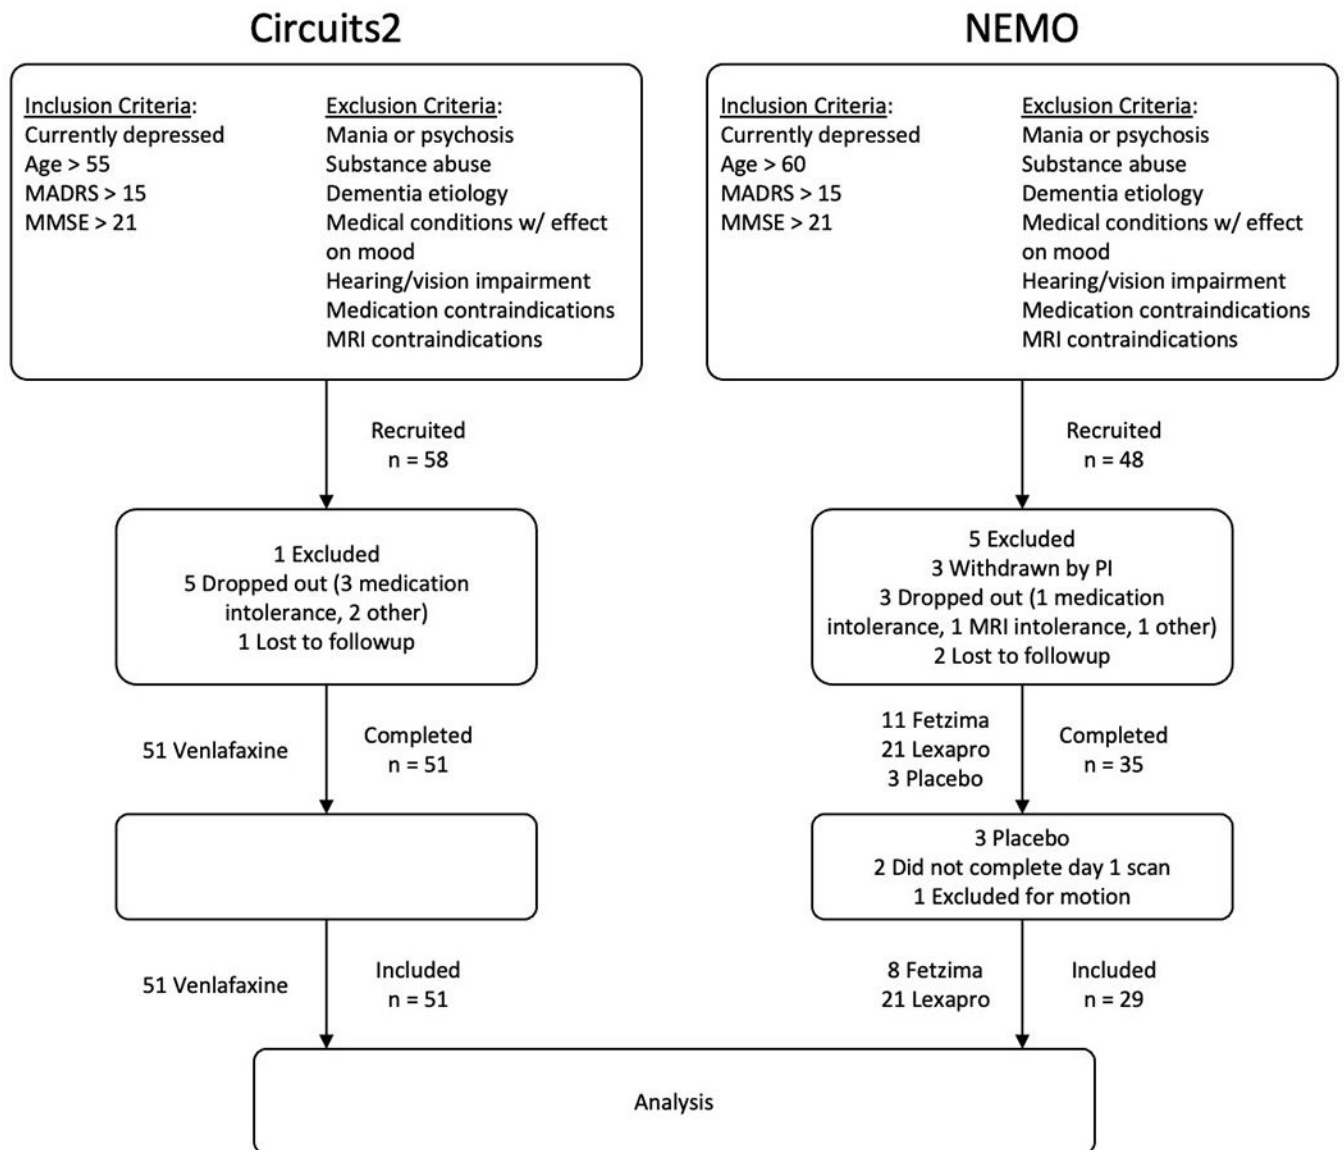 Circuits2
Inclusion Criteria:
Currently depressed
Age > 55
MADRS > 15
MMSE > 21
Exclusion Criteria:
Mania or psychosis
Substance abuse
Dementia etiology
Medical conditions w/ effect
on mood
Hearing/vision impairment
Medication contraindications
MRI contraindications
Recruited
n = 58
1 Excluded
5 Dropped out (3 medication
intolerance, 2 other)
1 Lost to followup
51 Venlafaxine
Completed
n = 51
51 Venlafaxine
Included
n = 51
NEMO
Inclusion Criteria:
Currently depressed
Age > 60
MADRS > 15
MMSE > 21
Exclusion Criteria:
Mania or psychosis
Substance abuse
Dementia etiology
Medical conditions w/ effect
on mood
Hearing/vision impairment
Medication contraindications
MRI contraindications
Recruited
n = 48
5 Excluded
3 Withdrawn by PI
3 Dropped out (1 medication
intolerance, 1 MRI intolerance, 1 other)
2 Lost to followup
11 Fetzima
21 Lexapro
3 Placebo
Completed
n = 35
3 Placebo
2 Did not complete day 1 scan
1 Excluded for motion
8 Fetzima
21 Lexapro
Included
n = 29
Analysis